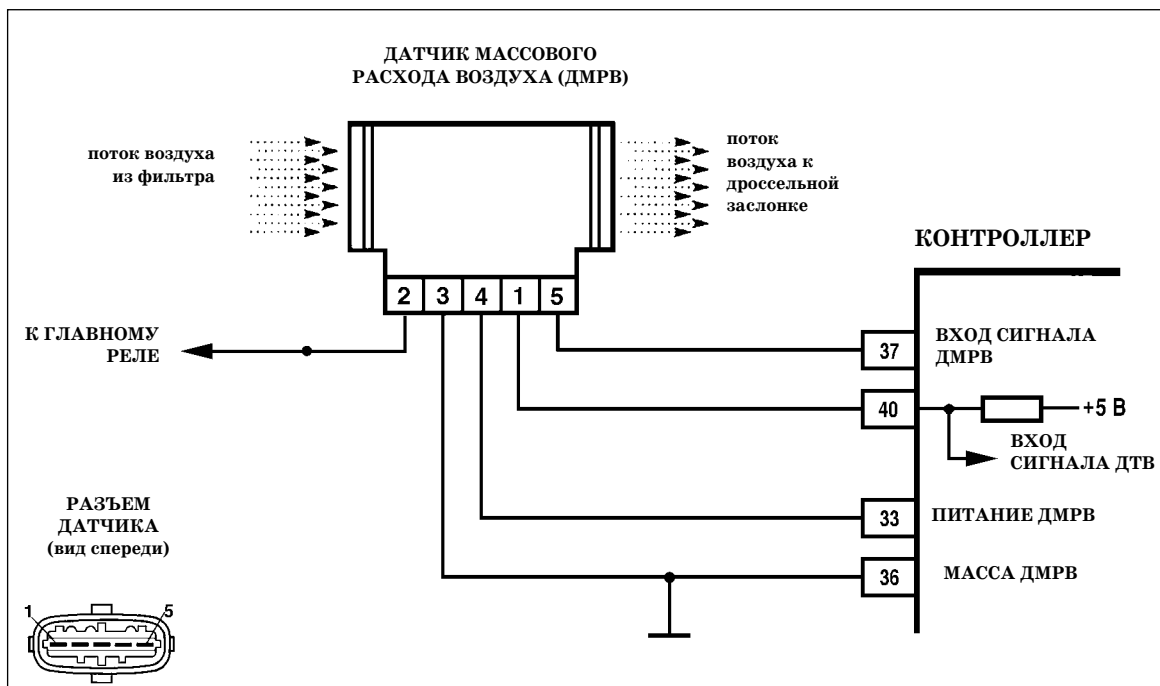 ДАТЧИК МАССОВОГО
РАСХОДА ВОЗДУХА (ДМРВ)
поток воздуха
из фильтра
поток
воздуха к
дроссельной
заслонке
КОНТРОЛЛЕР
2 3 4 1 5
К ГЛАВНОМУ
РЕЛЕ
37
ВХОД СИГНАЛА
ДМРВ
40
+5 В
ВХОД
СИГНАЛА ДТВ
33
ПИТАНИЕ ДМРВ
36
МАССА ДМРВ
РАЗЪЕМ
ДАТЧИКА
(вид спереди)
1 5